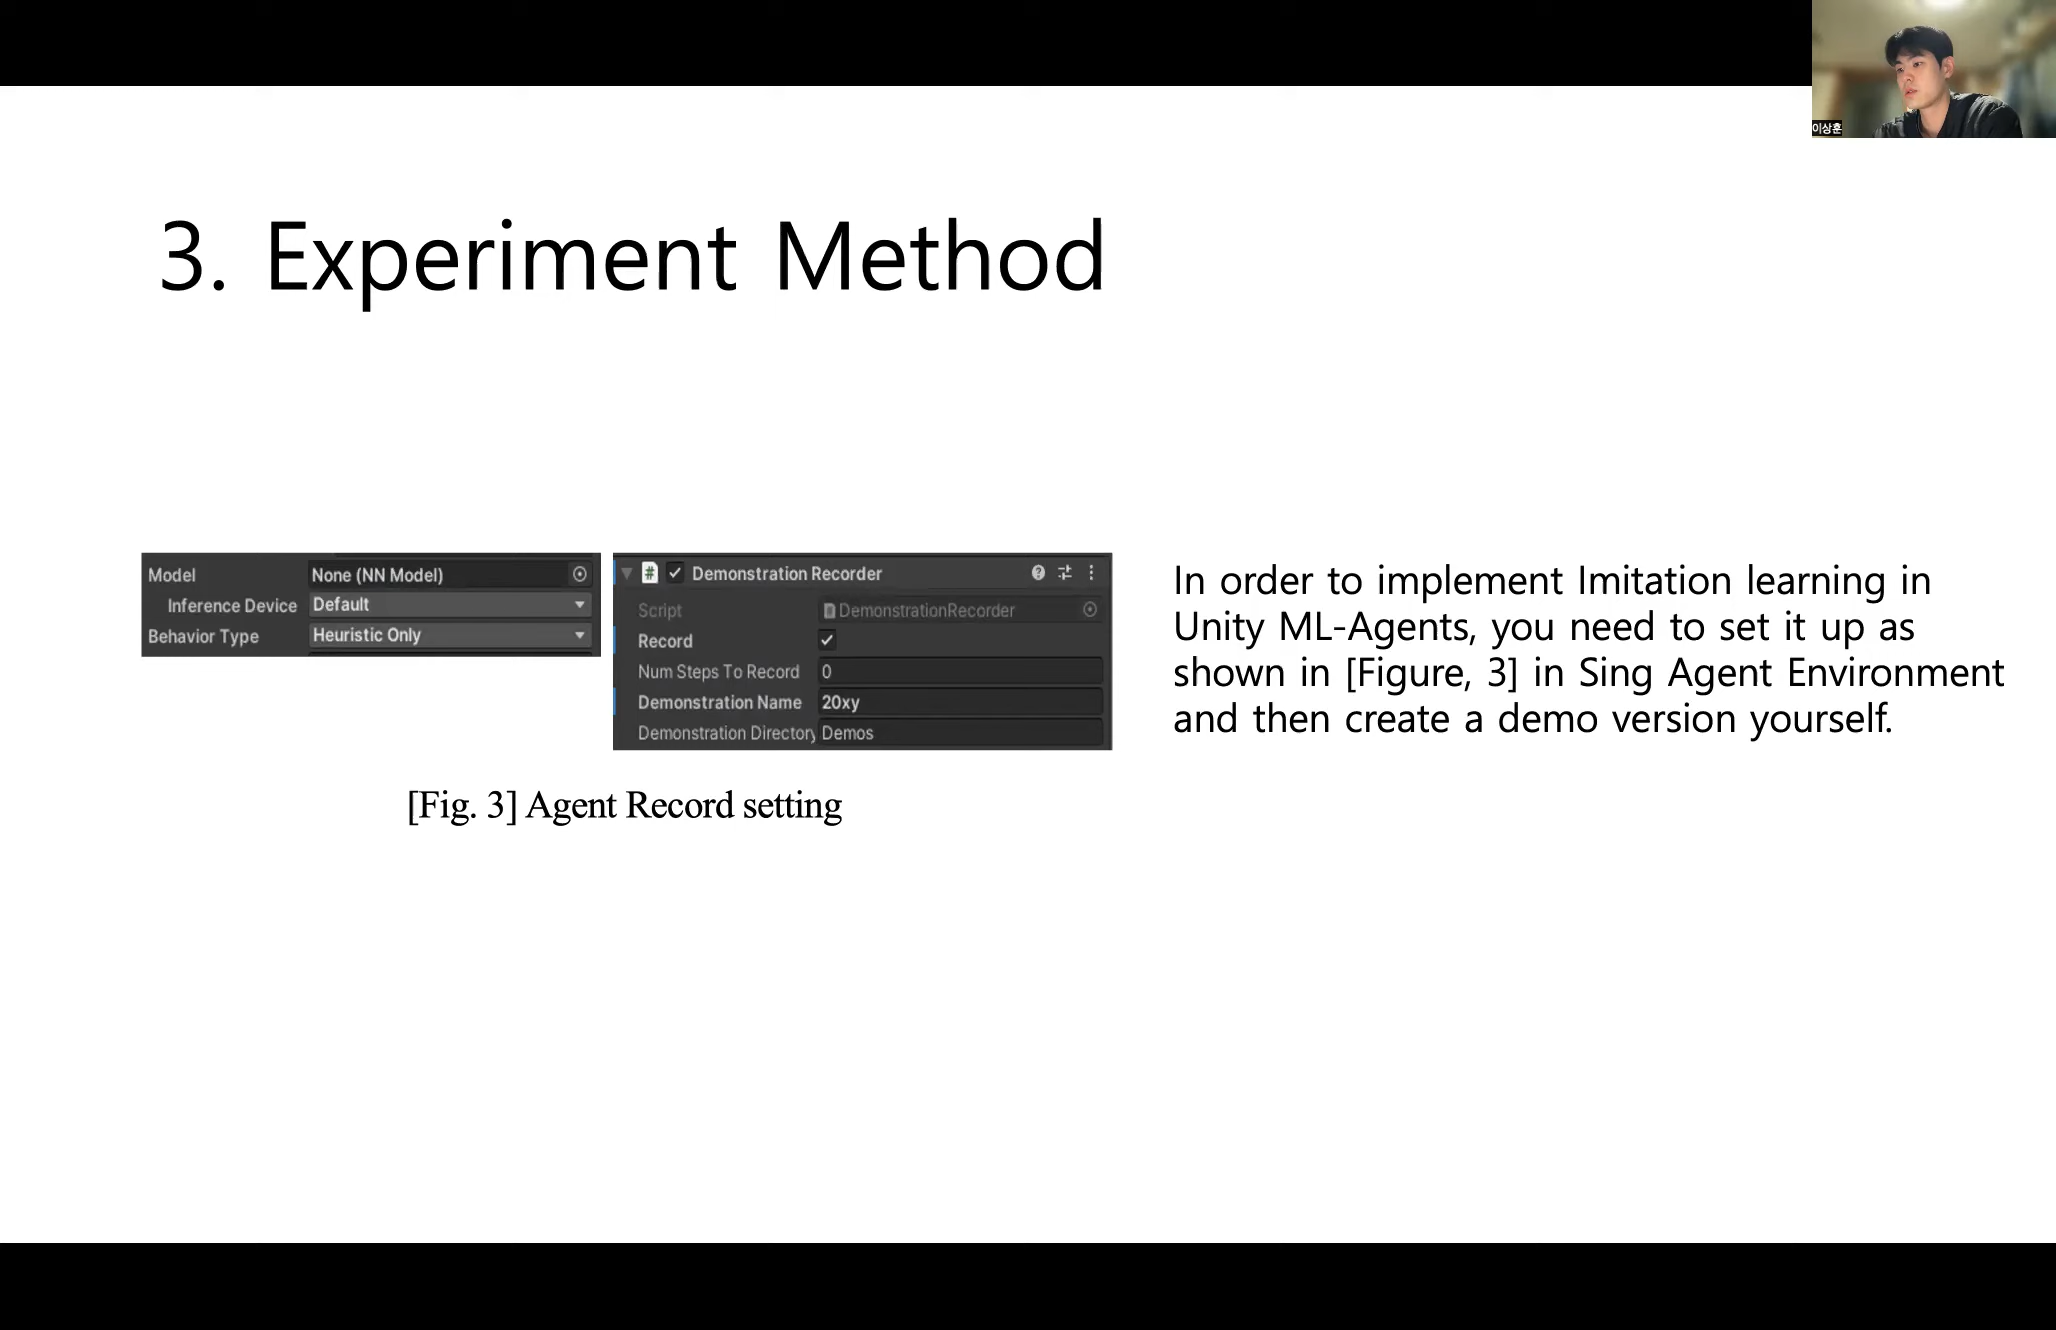 이상훈
3. Experiment Method
Model None (NN Model)
Inference Device Default
Behavior Type Heuristic Only
# Demonstration Recorder
Script DemonstrationRecorder
Record
Num Steps To Record 0
Demonstration Name 20xy
Demonstration Directory Demos
[Fig. 3] Agent Record setting
In order to implement Imitation learning in
Unity ML-Agents, you need to set it up as
shown in [Figure, 3] in Sing Agent Environment
and then create a demo version yourself.